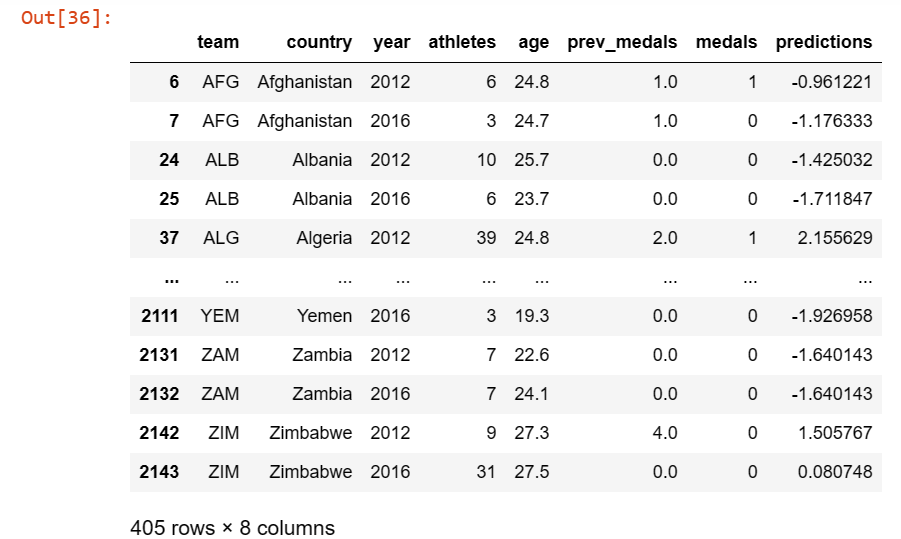 Out[36]:
team country year athletes age prev_medals medals predictions
6 AFG Afghanistan 2012 6 24.8 1.0 1 -0.961221
7 AFG Afghanistan 2016 3 24.7 1.0 0 -1.176333
24 ALB Albania 2012 10 25.7 0.0 0 -1.425032
25 ALB Albania 2016 6 23.7 0.0 0 -1.711847
37 ALG Algeria 2012 39 24.8 2.0 1 2.155629
... ... ... ... ... ... ... ... ...
2111 YEM Yemen 2016 3 19.3 0.0 0 -1.926958
2131 ZAM Zambia 2012 7 22.6 0.0 0 -1.640143
2132 ZAM Zambia 2016 7 24.1 0.0 0 -1.640143
2142 ZIM Zimbabwe 2012 9 27.3 4.0 0 1.505767
2143 ZIM Zimbabwe 2016 31 27.5 0.0 0 0.080748
405 rows × 8 columns